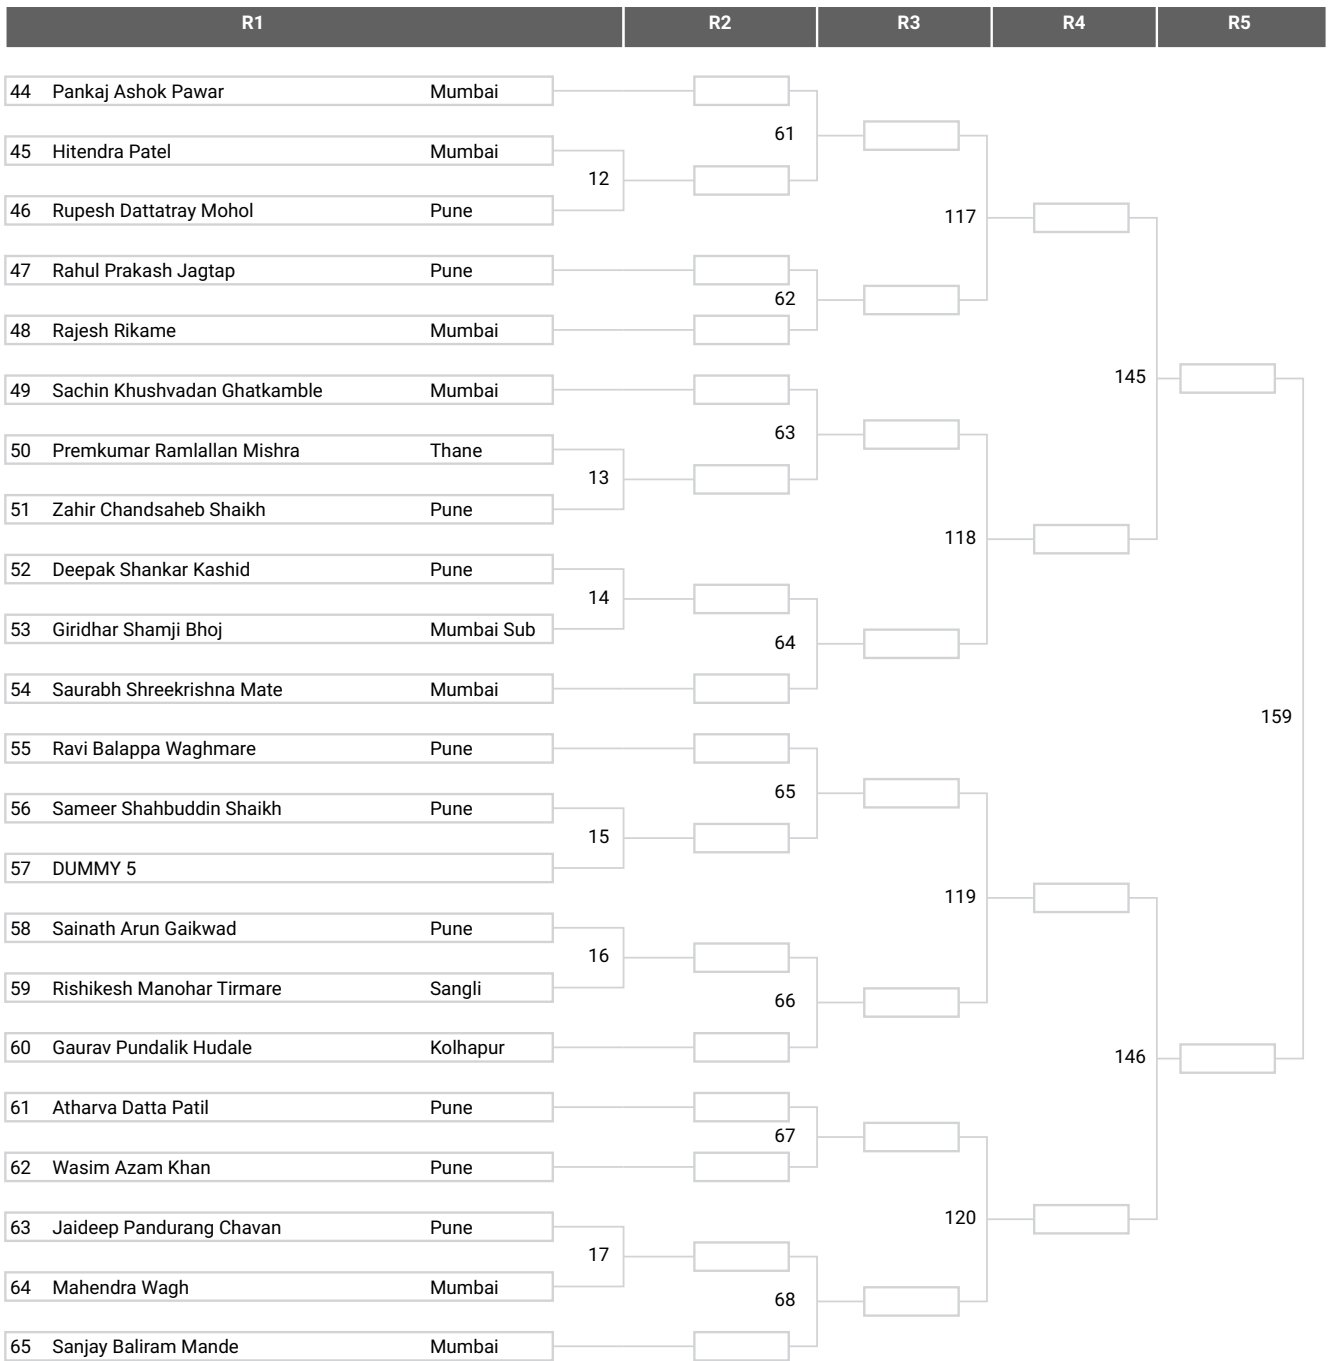 R1 R2 R3 R4 R5
44 Pankaj Ashok Pawar Mumbai
61
45 Hitendra Patel Mumbai
12
46 Rupesh Dattatray Mohol Pune
117
47 Rahul Prakash Jagtap Pune
62
48 Rajesh Rikame Mumbai
145
49 Sachin Khushvadan Ghatkamble Mumbai
63
50 Premkumar Ramlallan Mishra Thane
13
51 Zahir Chandsaheb Shaikh Pune
118
52 Deepak Shankar Kashid Pune
14
53 Giridhar Shamji Bhoj Mumbai Sub
64
54 Saurabh Shreekrishna Mate Mumbai
159
55 Ravi Balappa Waghmare Pune
65
56 Sameer Shahbuddin Shaikh Pune
15
57 DUMMY 5
119
58 Sainath Arun Gaikwad Pune
16
59 Rishikesh Manohar Tirmare Sangli
66
60 Gaurav Pundalik Hudale Kolhapur
146
61 Atharva Datta Patil Pune
67
62 Wasim Azam Khan Pune
120
63 Jaideep Pandurang Chavan Pune
17
64 Mahendra Wagh Mumbai
68
65 Sanjay Baliram Mande Mumbai